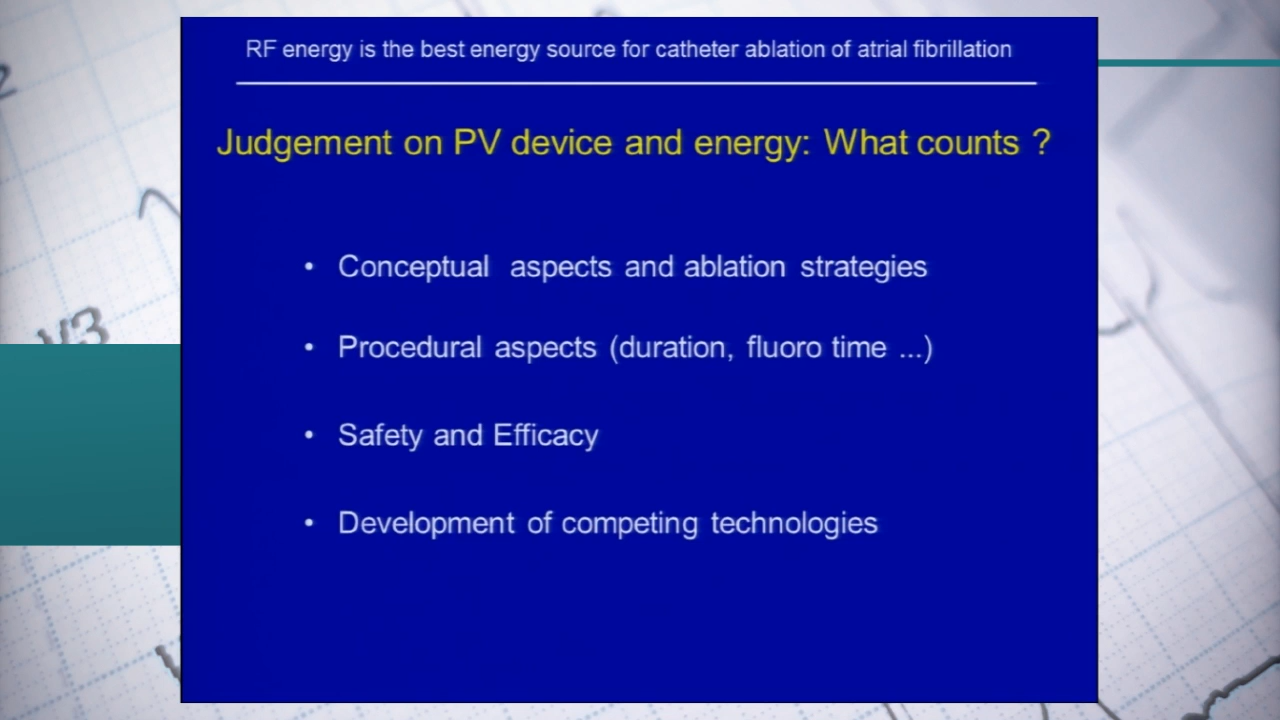 RF energy is the best energy source for catheter ablation of atrial fibrillation
Judgement on PV device and energy: What counts ?
• Conceptual aspects and ablation strategies
• Procedural aspects (duration, fluoro time ...)
• Safety and Efficacy
• Development of competing technologies
V3
2